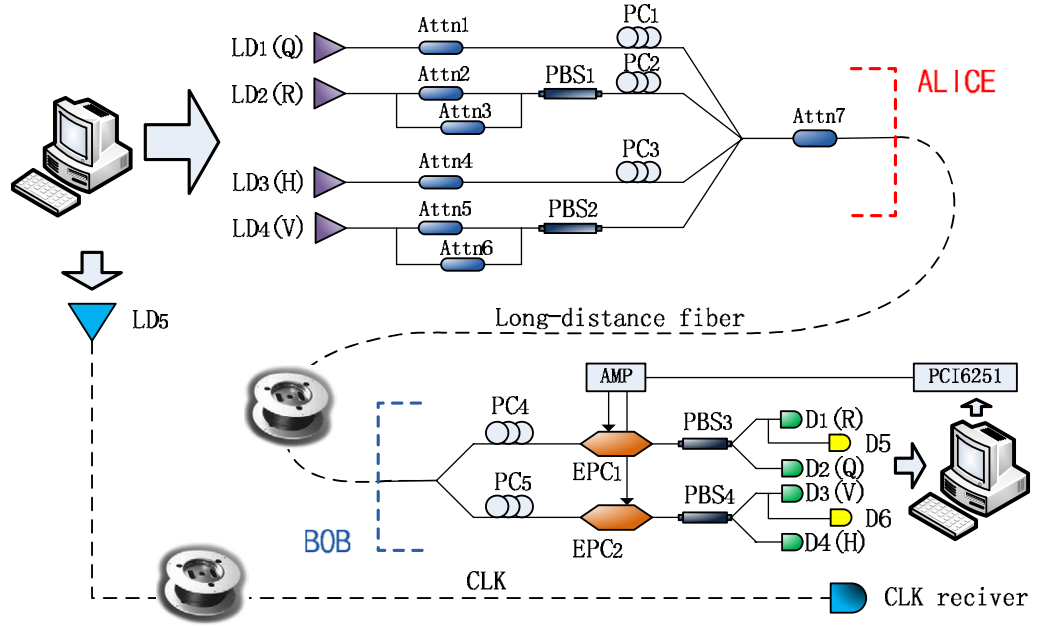 LD1(Q)
Attn1
PC1
LD2(R)
Attn2
Attn3
PBS1
PC2
Attn7
ALICE
LD3(H)
Attn4
PC3
LD4(V)
Attn5
Attn6
PBS2
LD5
Long-distance fiber
AMP
PCI6251
BOB
PC4
EPC1
PBS3
D1(R)
D5
D2(Q)
PC5
EPC2
PBS4
D3(V)
D6
D4(H)
CLK
CLK reciver